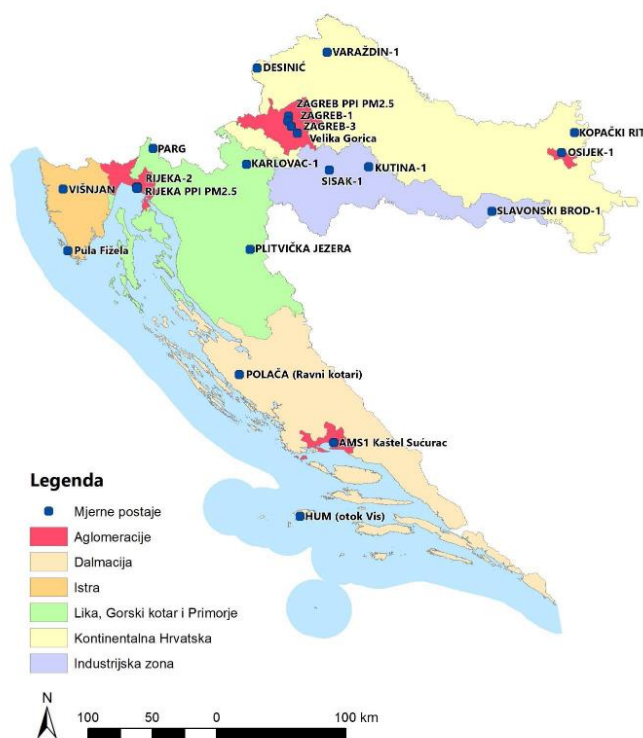 VARAŽDIN-1
DESINIĆ
ZAGREB PPI PM2.5
ZAGREB-1
ZAGREB-3
Velika Gorica
KOPAČKI RIT
OSIJEK-1
PARG
KARLOVAC-1
KUTINA-1
SISAK-1
RIJEKA-2
RIJEKA PPI PM2.5
VIŠNJAN
SLAVONSKI BROD-1
Pula Fižela
PLITVIČKA JEZERA
POLAČA (Ravni kotari)
AMS1 Kaštel Sućurac
HUM (otok Vis)
Legenda
Mjerne postaje
Aglomeracije
Dalmacija
Istra
Lika, Gorski kotar i Primorje
Kontinentalna Hrvatska
Industrijska zona
N
100 50 0 100 km